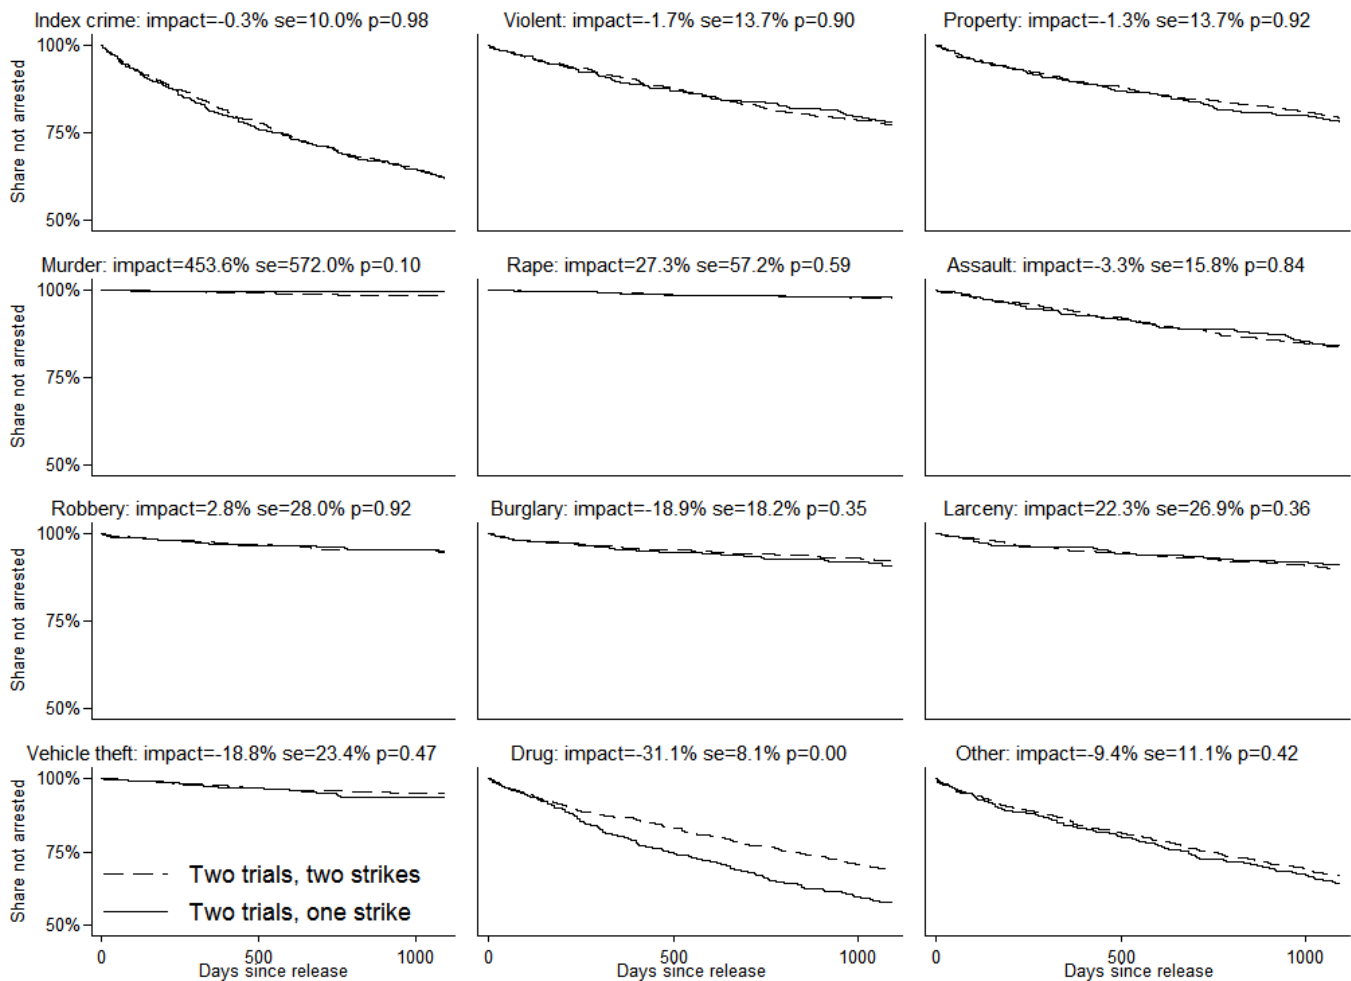 Index crime: impact=-0.3% se=10.0% p=0.98
Violent: impact=-1.7% se=13.7% p=0.90
Property: impact=-1.3% se=13.7% p=0.92
Share not arrested
100%
75%
50%
Murder: impact=453.6% se=572.0% p=0.10
Rape: impact=27.3% se=57.2% p=0.59
Assault: impact=-3.3% se=15.8% p=0.84
Share not arrested
100%
75%
50%
Robbery: impact=2.8% se=28.0% p=0.92
Burglary: impact=-18.9% se=18.2% p=0.35
Larceny: impact=22.3% se=26.9% p=0.36
Share not arrested
100%
75%
50%
Vehicle theft: impact=-18.8% se=23.4% p=0.47
Drug: impact=-31.1% se=8.1% p=0.00
Other: impact=-9.4% se=11.1% p=0.42
Share not arrested
100%
75%
50%
Two trials, two strikes
Two trials, one strike
0 500 1000
Days since release
0 500 1000
Days since release
0 500 1000
Days since release